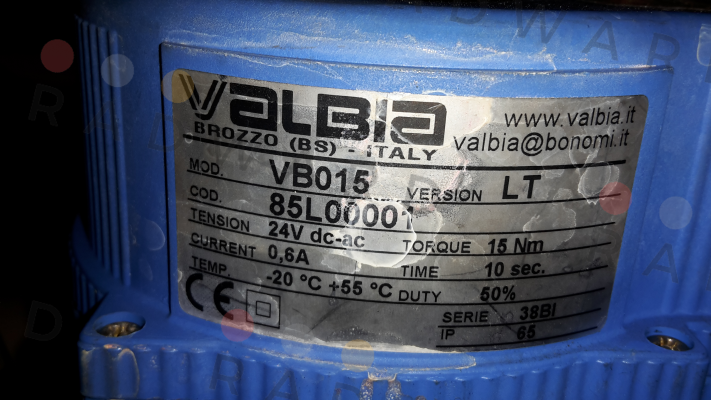 VALBIA
www.valbia.it
BROZZO (BS) - ITALY
valbia@bonomi.it
MOD. VB015 VERSION LT
COD. 85L00001
TENSION 24V dc-ac TORQUE 15 Nm
CURRENT 0,6A TIME 10 sec.
TEMP. -20 °C +55 °C DUTY 50%
CE SERIE 38BI
IP 65